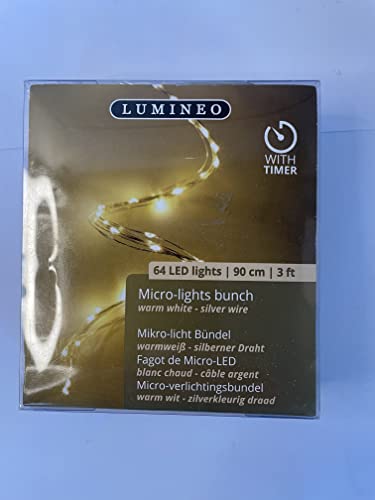 LUMINEO
WITH
TIMER
64 LED lights | 90 cm | 3 ft
Micro-lights bunch
warm white - silver wire
Mikro-licht Bündel
warmweiß - silberner Draht
Fagot de Micro-LED
blanc chaud - câble argent
Micro-verlichtingsbundel
warm wit - zilverkleurig draad